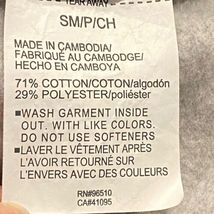 TEAR AWAY
SM/P/CH
MADE IN CAMBODIA/
FABRIQUÉ AU CAMBODGE/
HECHO EN CAMBOYA
71% COTTON/COTON/algodón
29% POLYESTER/poliéster
•WASH GARMENT INSIDE
OUT. WITH LIKE COLORS.
DO NOT USE SOFTENERS.
•LAVER LE VÊTEMENT APRÈS
L'AVOIR RETOURNÉ SUR
L'ENVERS AVEC DES COULEURS
RN#96510
CA#41095